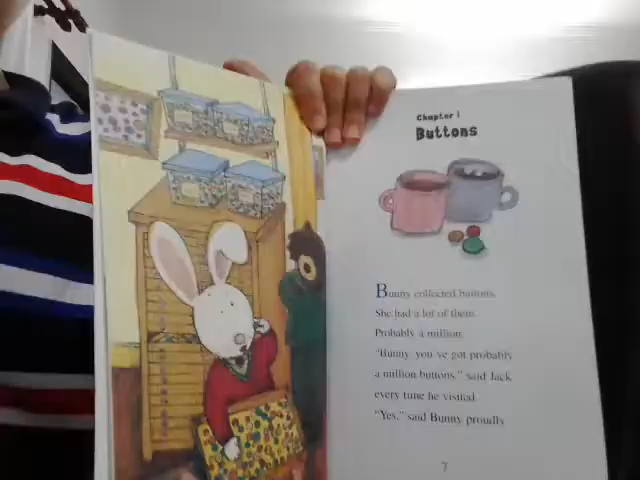 Chapter 1
Buttons
Bunny collected buttons.
She had a lot of them.
Probably a million.
"Bunny you've got probably
a million buttons," said Jack
every time he visited.
"Yes," said Bunny proudly
7